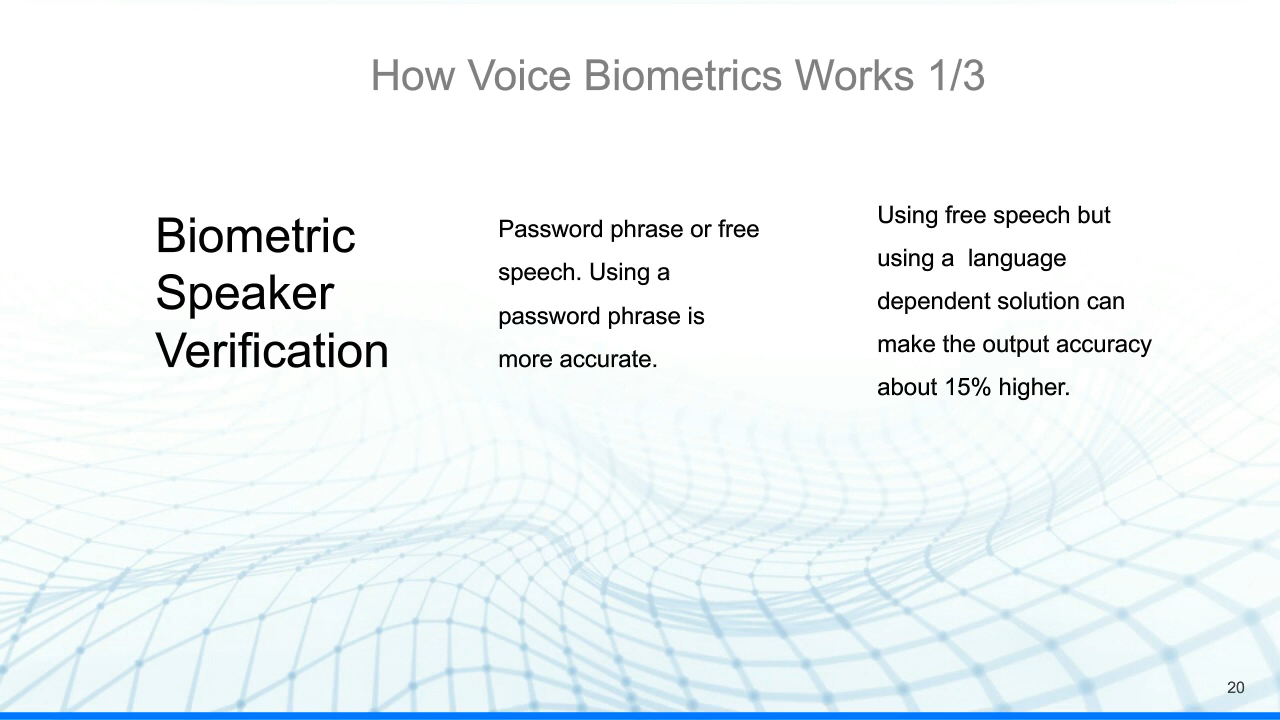 How Voice Biometrics Works 1/3
Biometric
Speaker
Verification
Password phrase or free
speech. Using a
password phrase is
more accurate.
Using free speech but
using a  language
dependent solution can
make the output accuracy
about 15% higher.
20